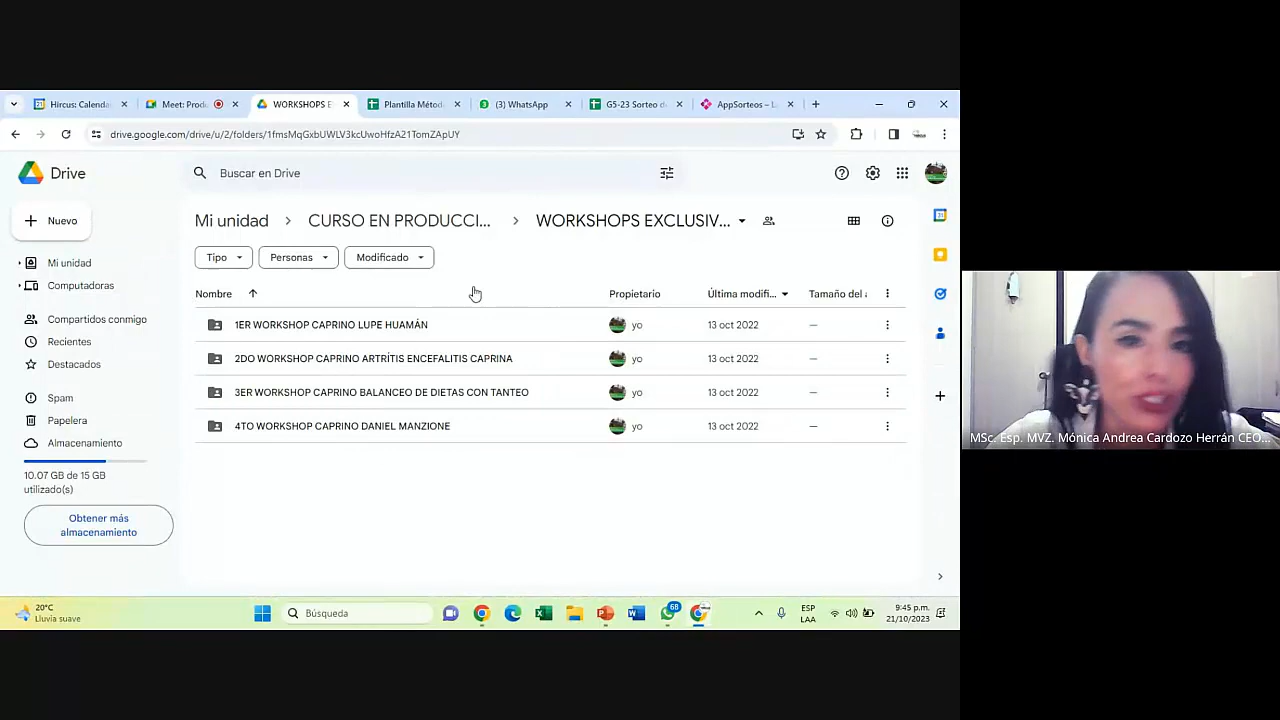 Hircus: Calenda
Meet: Produ
WORKSHOPS E
Plantilla Métod
(3) WhatsApp
G5-23 Sorteo d
AppSorteos – L
drive.google.com/drive/u/2/folders/1fmsMqGxbUWLV3kcUwoHfzA21TomZApUY
Drive
Buscar en Drive
Nuevo
Mi unidad > CURSO EN PRODUCCI... > WORKSHOPS EXCLUSIV...
Tipo
Personas
Modificado
Mi unidad
Computadoras
Compartidos conmigo
Recientes
Destacados
Spam
Papelera
Almacenamiento
10.07 GB de 15 GB
utilizado(s)
Obtener más
almacenamiento
Nombre Propietario Última modifi... Tamaño del
1ER WORKSHOP CAPRINO LUPE HUAMÁN yo 13 oct 2022 —
2DO WORKSHOP CAPRINO ARTRÍTIS ENCEFALITIS CAPRINA yo 13 oct 2022 —
3ER WORKSHOP CAPRINO BALANCEO DE DIETAS CON TANTEO yo 13 oct 2022 —
4TO WORKSHOP CAPRINO DANIEL MANZIONE yo 13 oct 2022 —
MSc. Esp. MVZ. Mónica Andrea Cardozo Herrán CEO...
20°C
Lluvia suave
Búsqueda
68
ESP
LAA
9:45 p.m.
21/10/2023